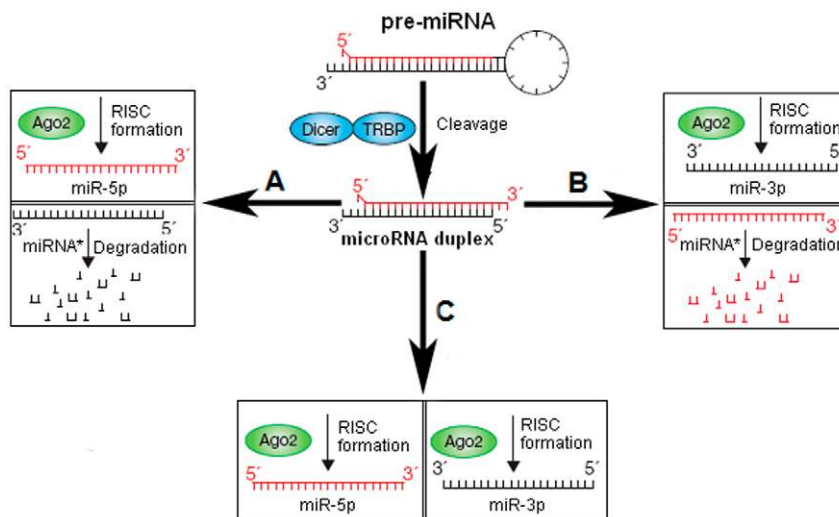 pre-miRNA
5´
3´
Dicer TRBP
Cleavage
5´ 3´
3´ 5´
microRNA duplex
A
B
C
Ago2
RISC
formation
5´ 3´
miR-5p
3´ 5´
miRNA* Degradation
Ago2
RISC
formation
3´ 5´
miR-3p
5´ 3´
miRNA* Degradation
Ago2
RISC
formation
5´ 3´
miR-5p
Ago2
RISC
formation
3´ 5´
miR-3p